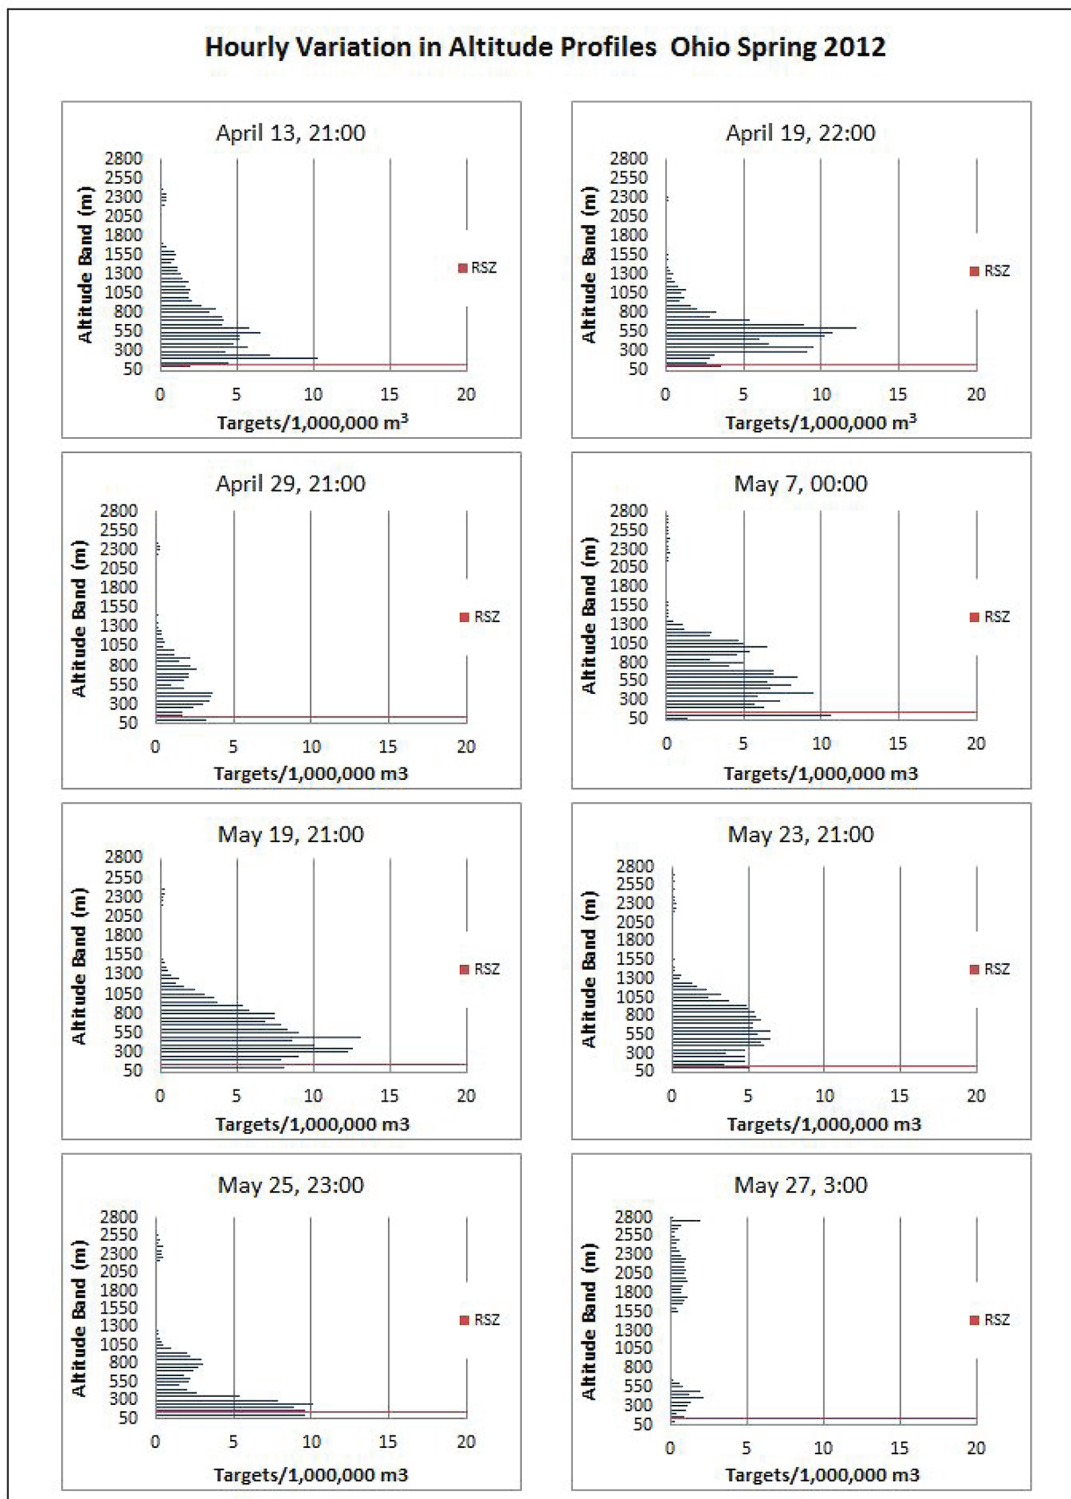 Hourly Variation in Altitude Profiles Ohio Spring 2012
April 13, 21:00
Altitude Band (m)
2800
2550
2300
2050
1800
1550
1300
1050
800
550
300
50
RSZ
0 5 10 15 20
Targets/1,000,000 m³
April 19, 22:00
Altitude Band (m)
2800
2550
2300
2050
1800
1550
1300
1050
800
550
300
50
RSZ
0 5 10 15 20
Targets/1,000,000 m³
April 29, 21:00
Altitude Band (m)
2800
2550
2300
2050
1800
1550
1300
1050
800
550
300
50
RSZ
0 5 10 15 20
Targets/1,000,000 m3
May 7, 00:00
Altitude Band (m)
2800
2550
2300
2050
1800
1550
1300
1050
800
550
300
50
RSZ
0 5 10 15 20
Targets/1,000,000 m3
May 19, 21:00
Altitude Band (m)
2800
2550
2300
2050
1800
1550
1300
1050
800
550
300
50
RSZ
0 5 10 15 20
Targets/1,000,000 m3
May 23, 21:00
Altitude Band (m)
2800
2550
2300
2050
1800
1550
1300
1050
800
550
300
50
RSZ
0 5 10 15 20
Targets/1,000,000 m3
May 25, 23:00
Altitude Band (m)
2800
2550
2300
2050
1800
1550
1300
1050
800
550
300
50
RSZ
0 5 10 15 20
Targets/1,000,000 m3
May 27, 3:00
Altitude Band (m)
2800
2550
2300
2050
1800
1550
1300
1050
800
550
300
50
RSZ
0 5 10 15 20
Targets/1,000,000 m3